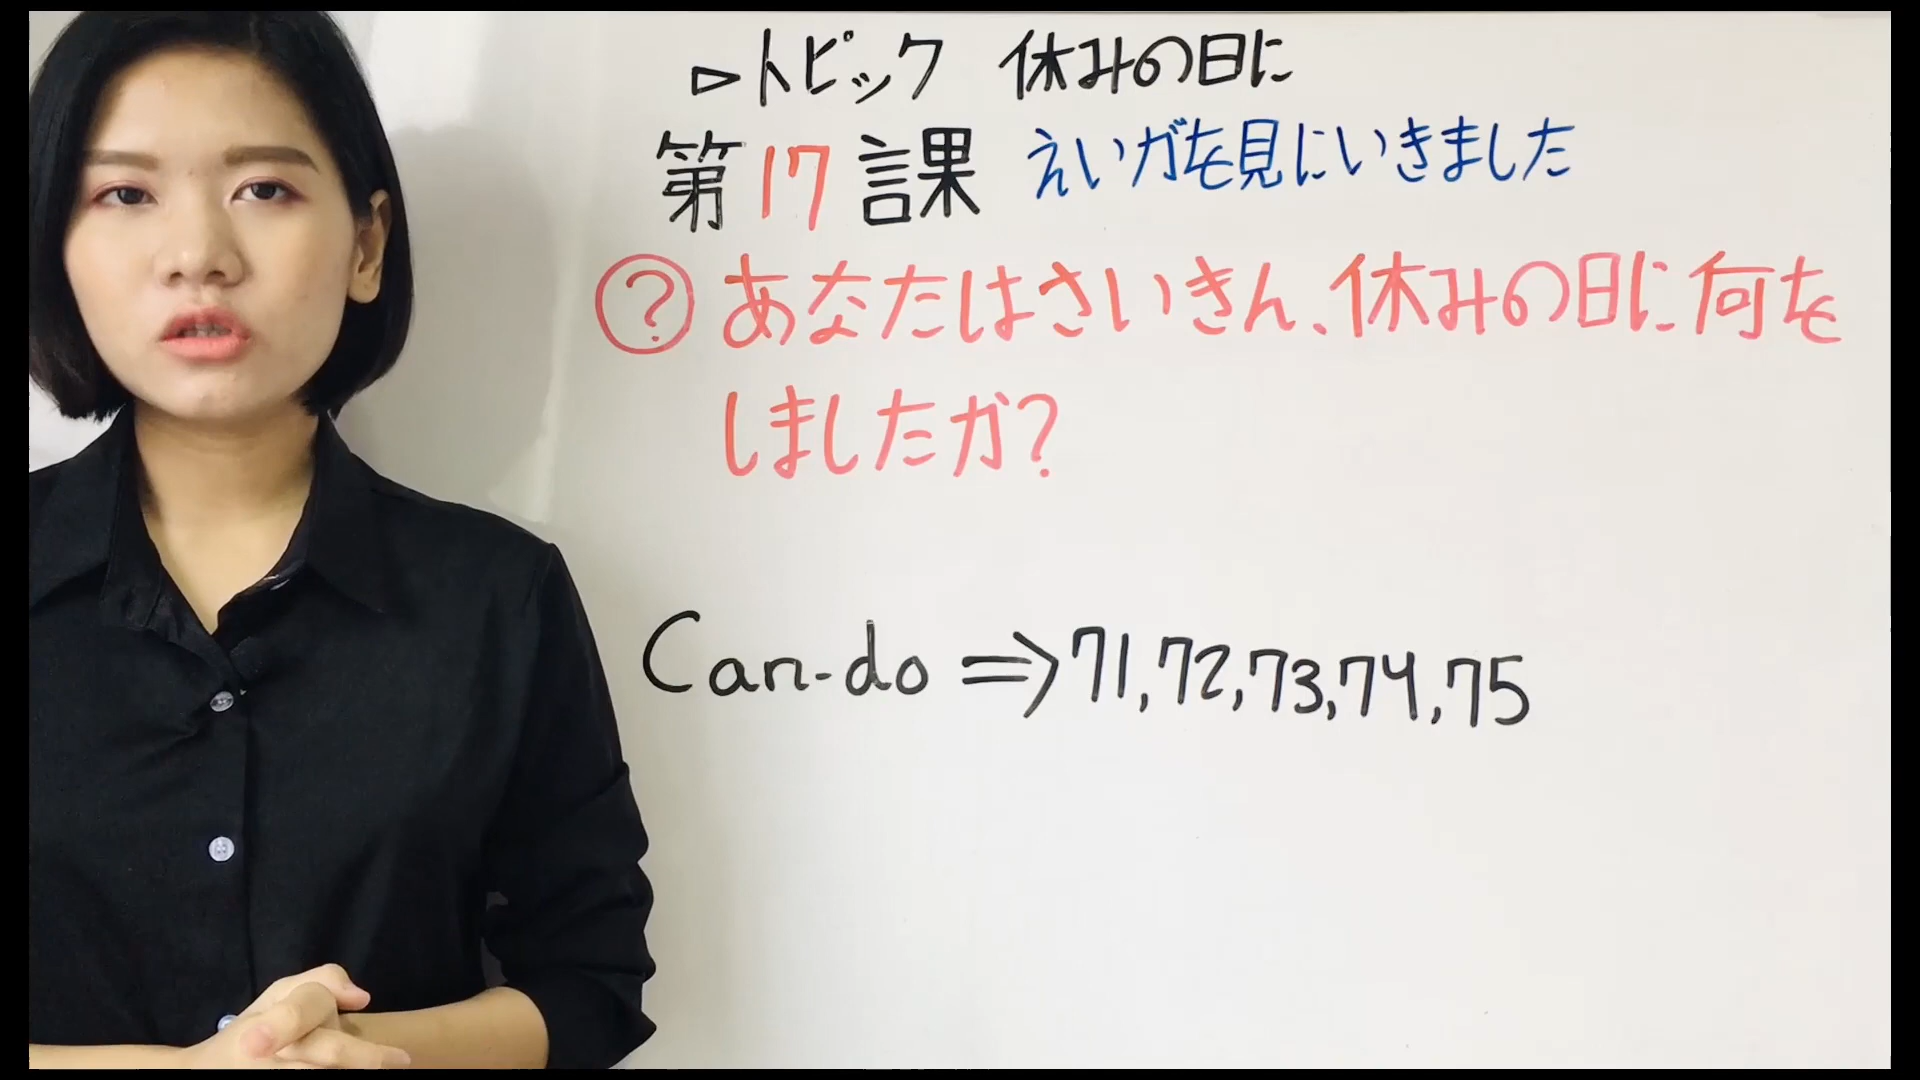 ▷トピック 休みの日に
第17課 えいがを見にいきました
? あなたはさいきん、休みの日に何を
しましたか?
Can-do ⇒ 71,72,73,74,75